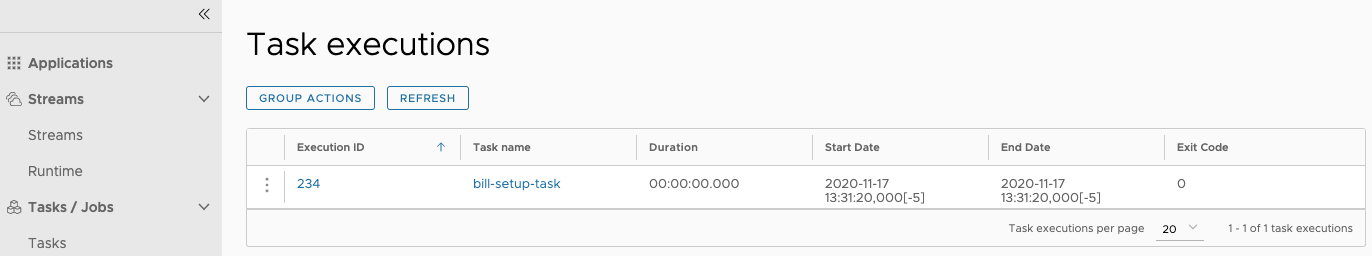 Task executions
Applications
Streams
GROUP ACTIONS REFRESH
Streams
Execution ID Task name Duration Start Date End Date Exit Code
Runtime
234 bill-setup-task 00:00:00.000 2020-11-17 2020-11-17 0
13:31:20,000[-5] 13:31:20,000[-5]
Tasks / Jobs
Task executions per page 20 1 - 1 of 1 task executions
Tasks